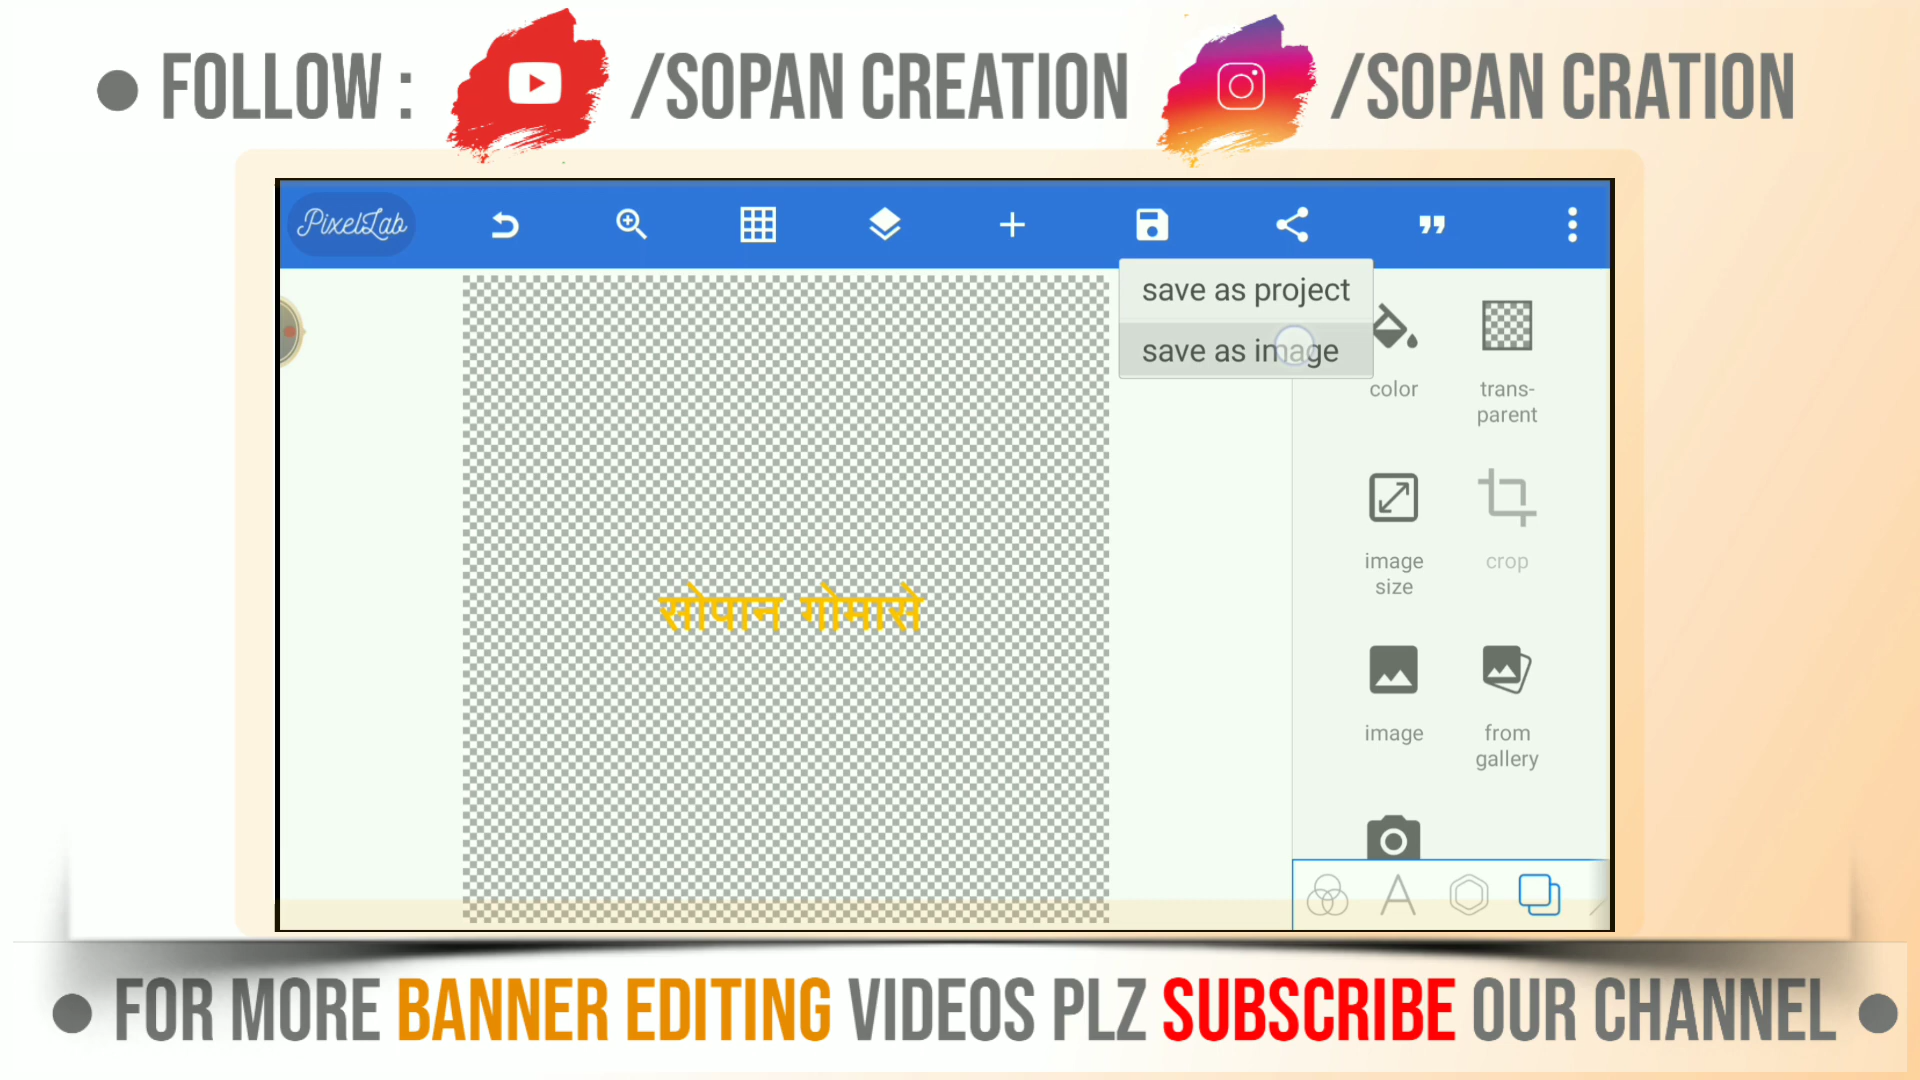 FOLLOW : /SOPAN CREATION /SOPAN CRATION
PixelLab
save as project
save as image
color
trans-
parent
image
size
crop
सोपान गोमासे
image
from
gallery
FOR MORE BANNER EDITING VIDEOS PLZ SUBSCRIBE OUR CHANNEL